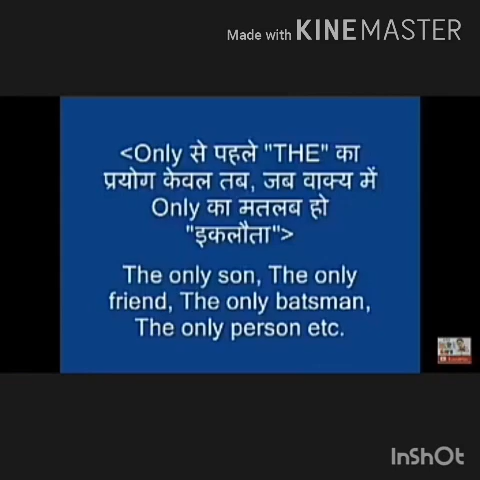 Made with KINEMASTER
<Only से पहले "THE" का
प्रयोग केवल तब, जब वाक्य में
Only का मतलब हो
"इकलौता">
The only son, The only
friend, The only batsman,
The only person etc.
InShOt